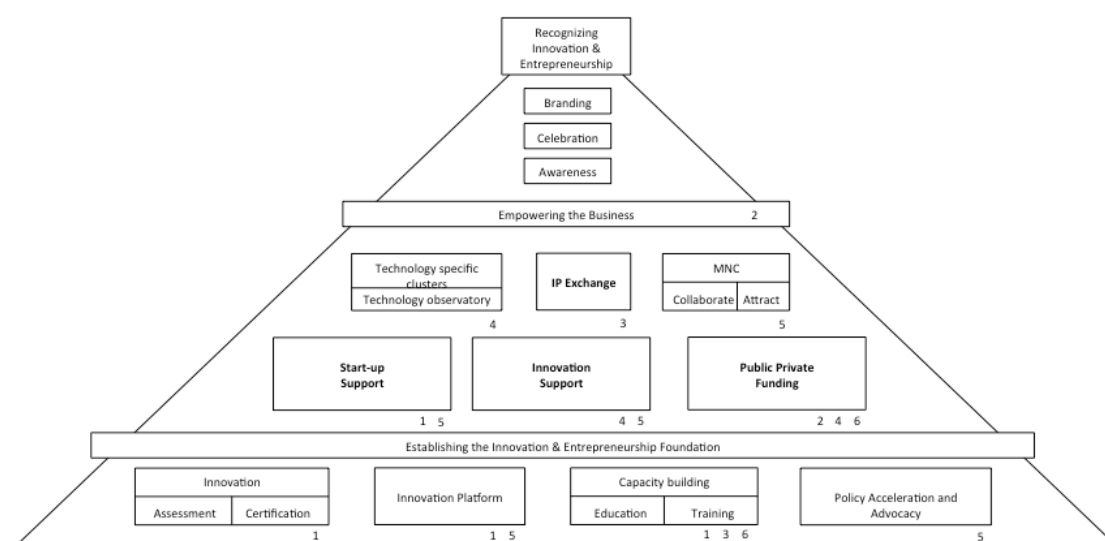 Recognizing
Innovation &
Entrepreneurship
Branding
Celebration
Awareness
Empowering the Business 2
Technology specific
clusters
Technology observatory
4
IP Exchange
3
MNC
Collaborate Attract
5
Start-up
Support
1 5
Innovation
Support
4 5
Public Private
Funding
2 4 6
Establishing the Innovation & Entrepreneurship Foundation
Innovation
Assessment Certification
1
Innovation Platform
1 5
Capacity building
Education Training
1 3 6
Policy Acceleration and
Advocacy
5